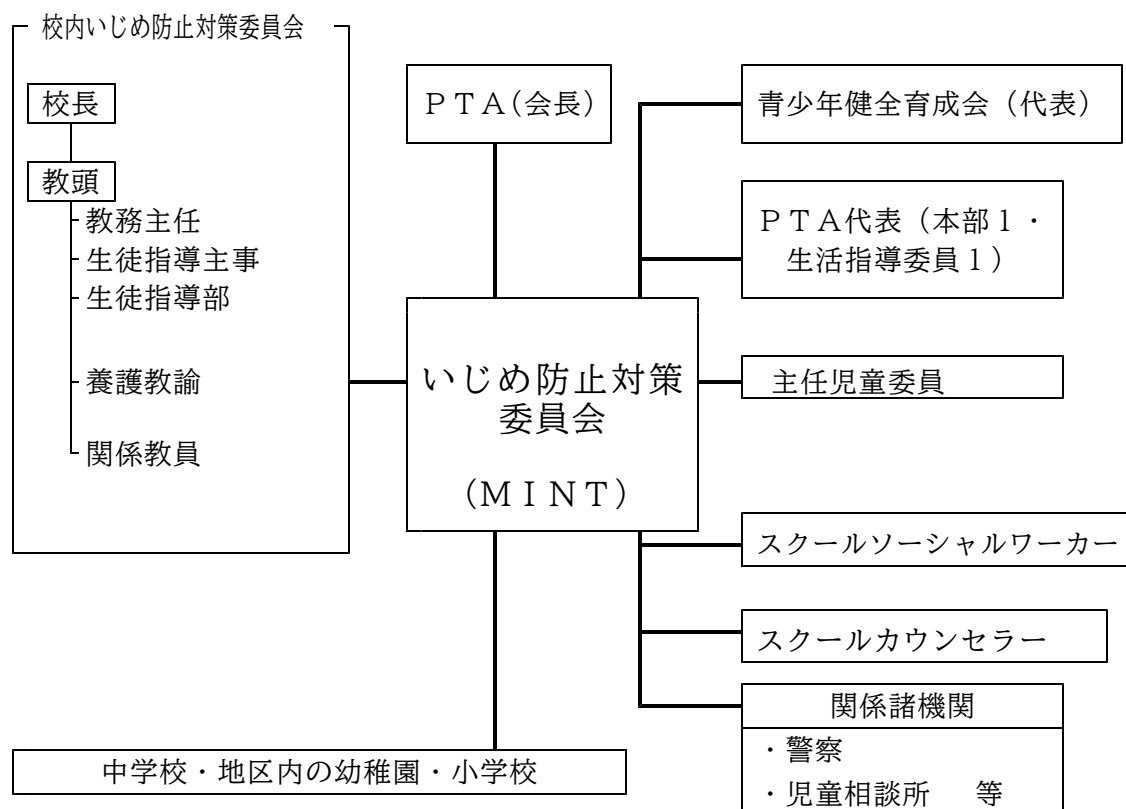 校内いじめ防止対策委員会
校長
教頭
教務主任
生徒指導主事
生徒指導部
養護教諭
関係教員
ＰＴＡ（会長）
いじめ防止対策
委員会
（ＭＩＮＴ）
青少年健全育成会（代表）
ＰＴＡ代表（本部１・
生活指導委員１）
主任児童委員
スクールソーシャルワーカー
スクールカウンセラー
関係諸機関
・警察
・児童相談所　等
中学校・地区内の幼稚園・小学校